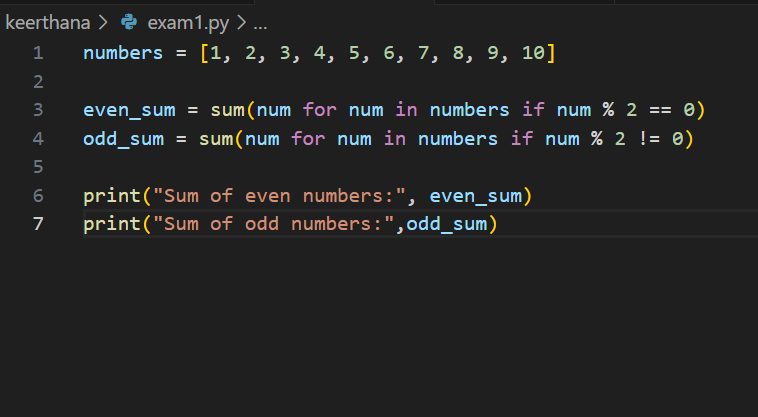 keerthana > exam1.py > ...
1 numbers = [1, 2, 3, 4, 5, 6, 7, 8, 9, 10]
2
3 even_sum = sum(num for num in numbers if num % 2 == 0)
4 odd_sum = sum(num for num in numbers if num % 2 != 0)
5
6 print("Sum of even numbers:", even_sum)
7 print("Sum of odd numbers:",odd_sum)